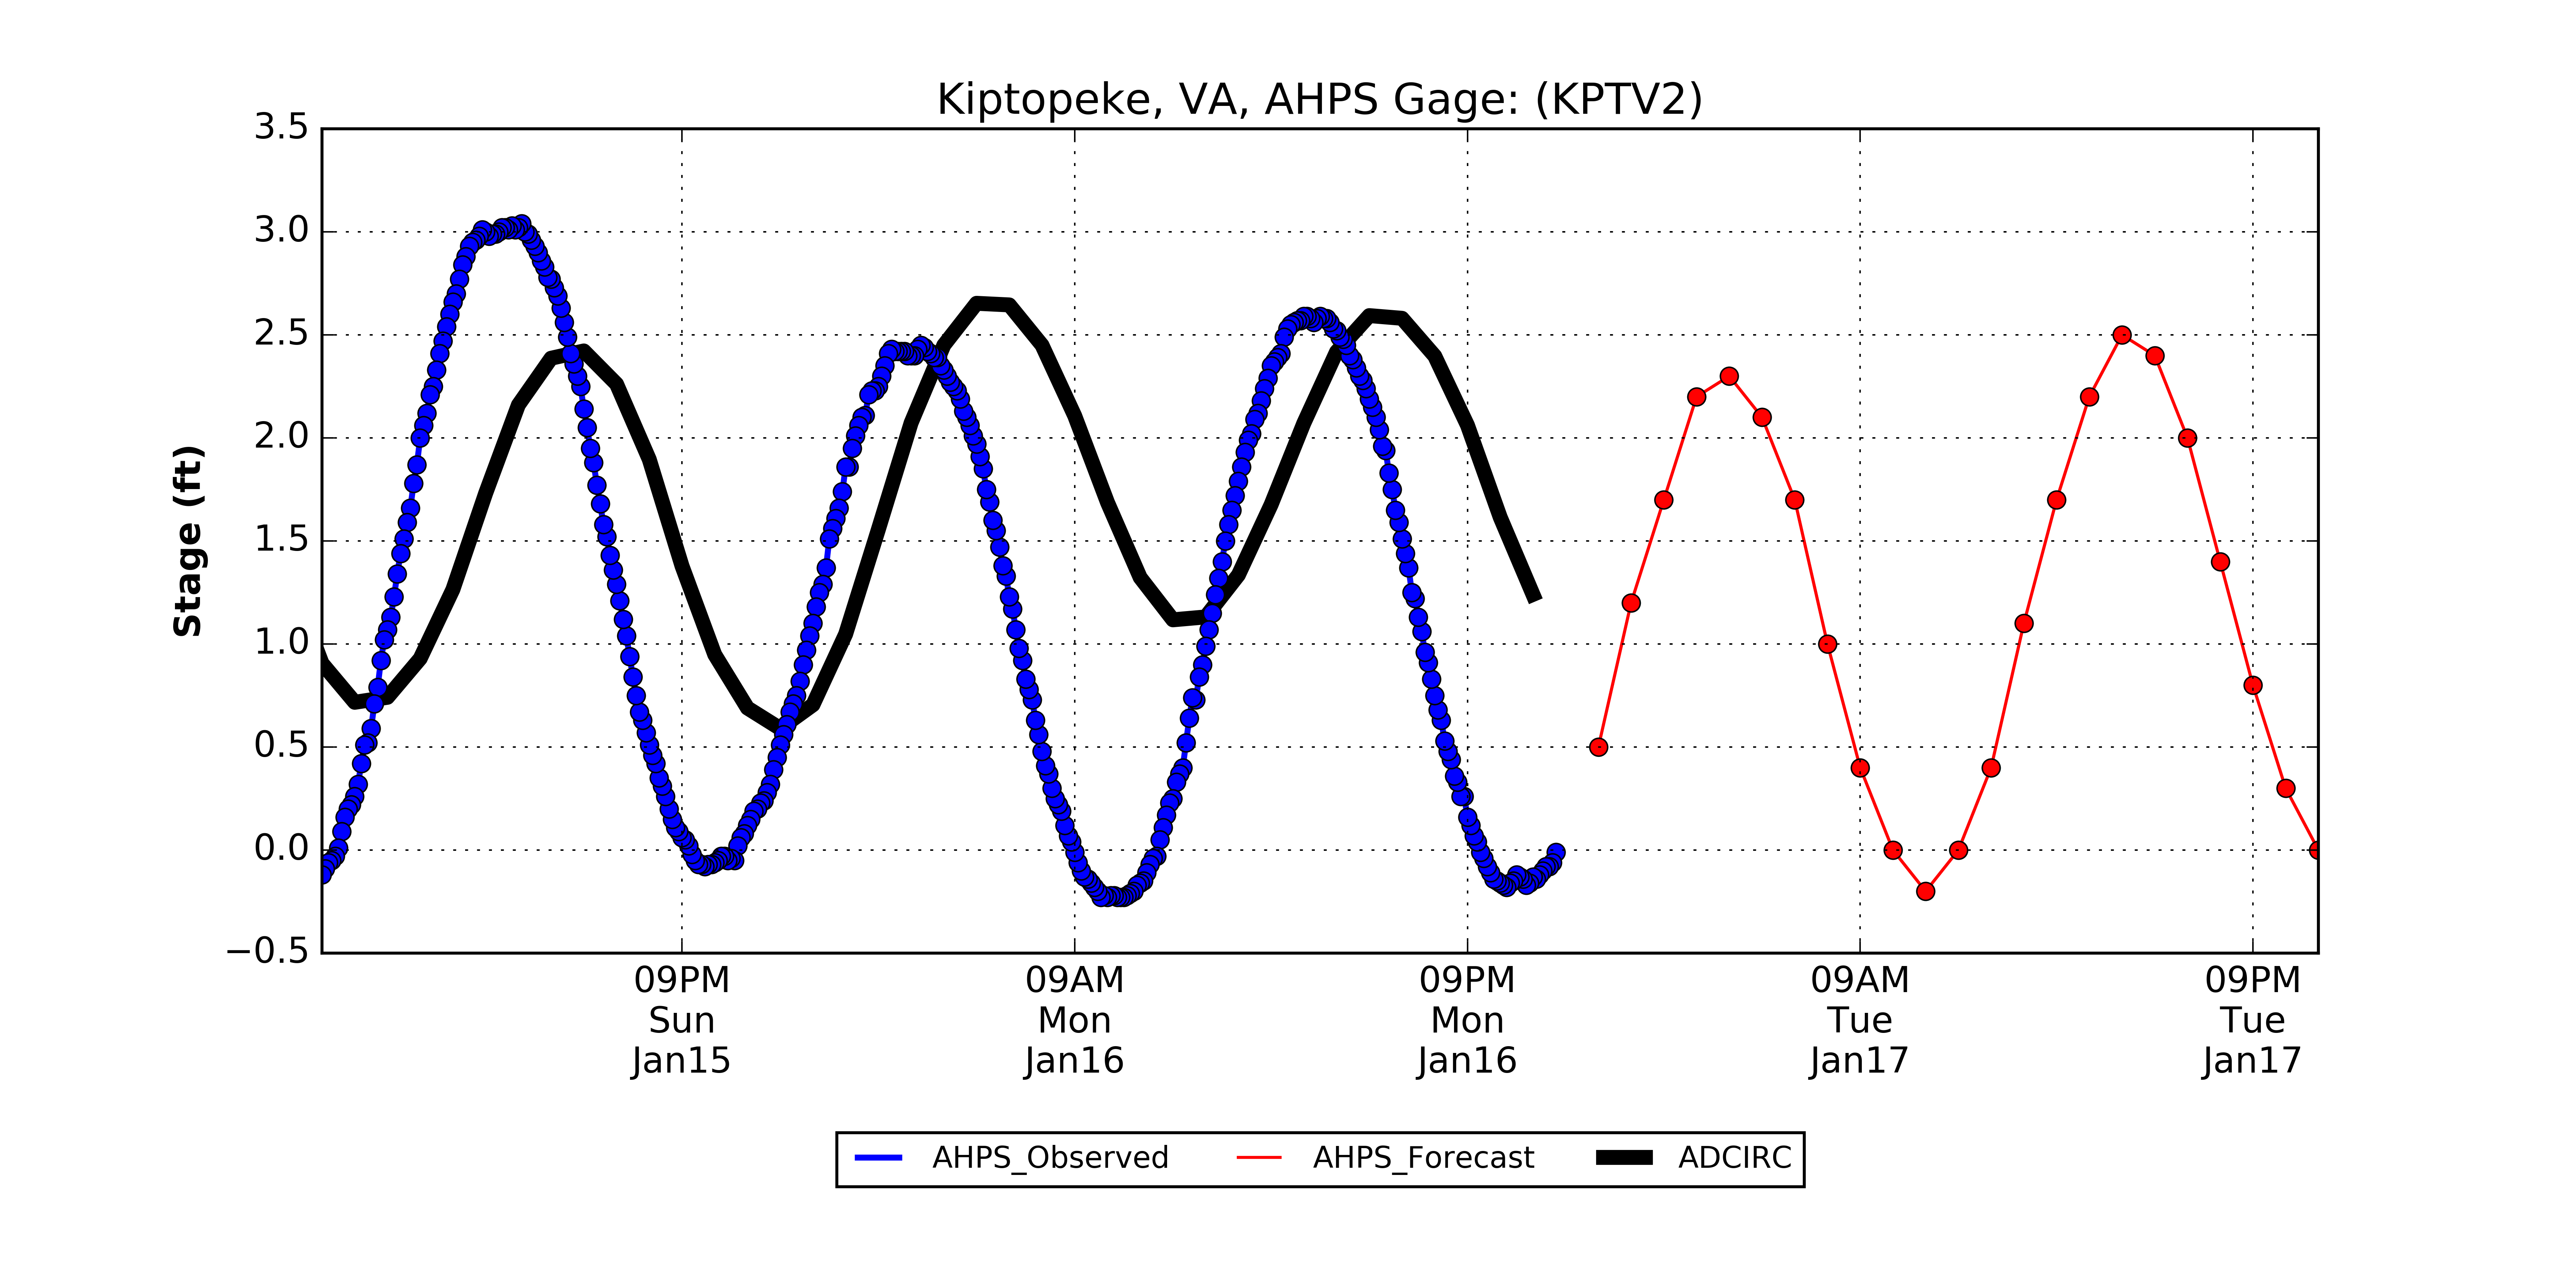 Kiptopeke, VA, AHPS Gage: (KPTV2)
3.5
3.0
2.5
2.0
1.5
1.0
0.5
0.0
−0.5
Stage (ft)
09PM
Sun
Jan15
09AM
Mon
Jan16
09PM
Mon
Jan16
09AM
Tue
Jan17
09PM
Tue
Jan17
AHPS_Observed
AHPS_Forecast
ADCIRC